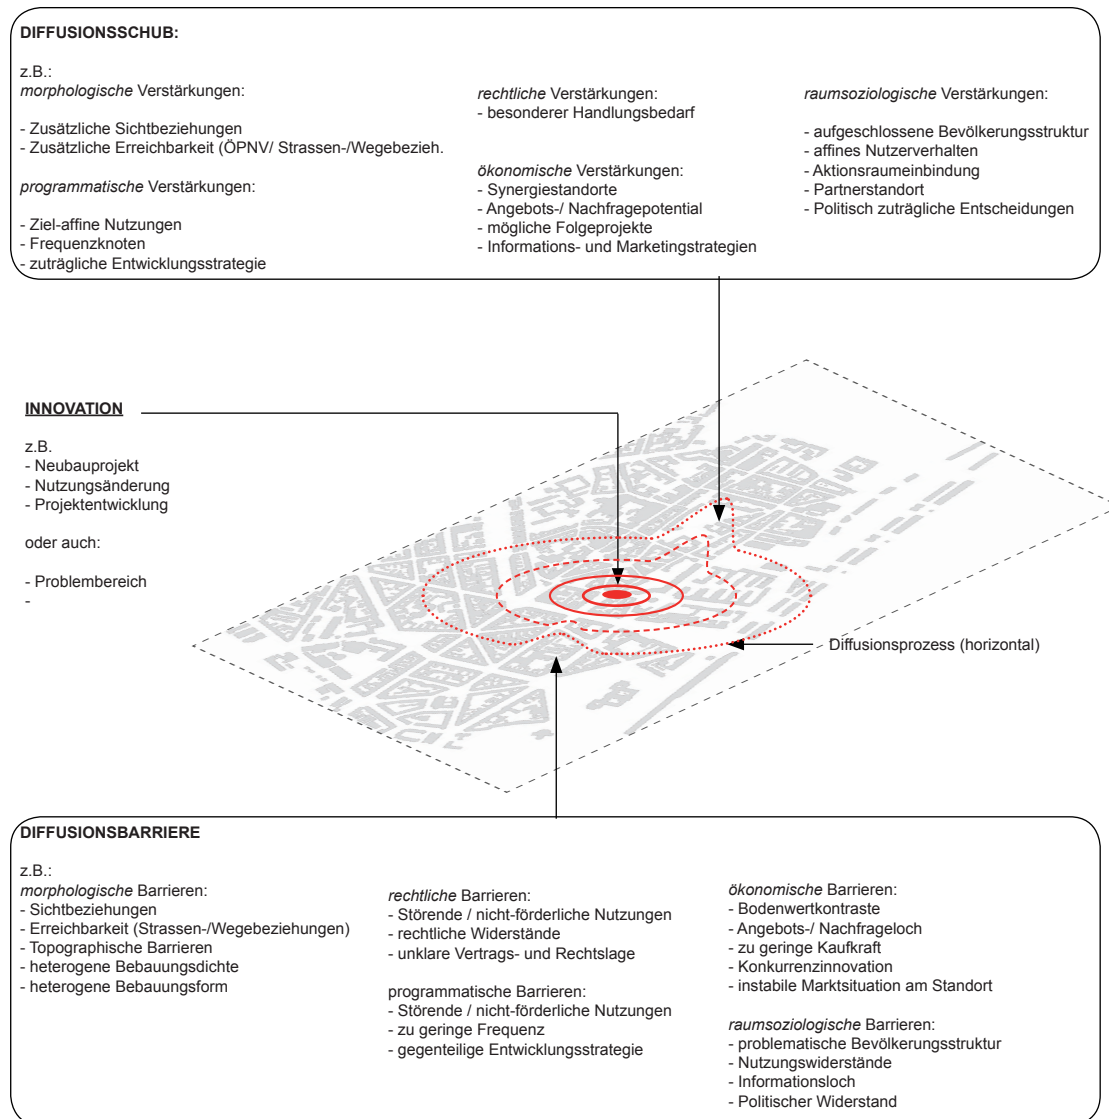 DIFFUSIONSSCHUB:
z.B.:
morphologische Verstärkungen:
- Zusätzliche Sichtbeziehungen
- Zusätzliche Erreichbarkeit (ÖPNV/ Strassen-/Wegebezieh.
programmatische Verstärkungen:
- Ziel-affine Nutzungen
- Frequenzknoten
- zuträgliche Entwicklungsstrategie
rechtliche Verstärkungen:
- besonderer Handlungsbedarf
ökonomische Verstärkungen:
- Synergiestandorte
- Angebots-/ Nachfragepotential
- mögliche Folgeprojekte
- Informations- und Marketingstrategien
raumsoziologische Verstärkungen:
- aufgeschlossene Bevölkerungsstruktur
- affines Nutzerverhalten
- Aktionsraumeinbindung
- Partnerstandort
- Politisch zuträgliche Entscheidungen
INNOVATION
z.B.
- Neubauprojekt
- Nutzungsänderung
- Projektentwicklung
oder auch:
- Problembereich
-
Diffusionsprozess (horizontal)
DIFFUSIONSBARRIERE
z.B.:
morphologische Barrieren:
- Sichtbeziehungen
- Erreichbarkeit (Strassen-/Wegebeziehungen)
- Topographische Barrieren
- heterogene Bebauungsdichte
- heterogene Bebauungsform
rechtliche Barrieren:
- Störende / nicht-förderliche Nutzungen
- rechtliche Widerstände
- unklare Vertrags- und Rechtslage
programmatische Barrieren:
- Störende / nicht-förderliche Nutzungen
- zu geringe Frequenz
- gegenteilige Entwicklungsstrategie
ökonomische Barrieren:
- Bodenwertkontraste
- Angebots-/ Nachfrageloch
- zu geringe Kaufkraft
- Konkurrenzinnovation
- instabile Marktsituation am Standort
raumsoziologische Barrieren:
- problematische Bevölkerungsstruktur
- Nutzungswiderstände
- Informationsloch
- Politischer Widerstand